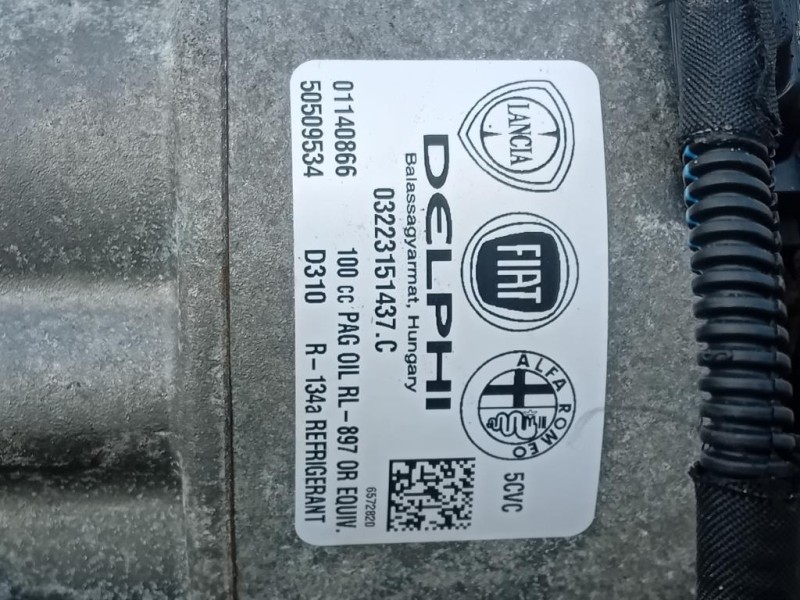 LANCIA
FIAT
ALFA ROMEO
5CVC
DELPHI
Balassagyarmat, Hungary
03223151437.C
6572820
01140866
100 cc PAG OIL RL-897 OR EQUIV.
50509534
D310
R-134a REFRIGERANT